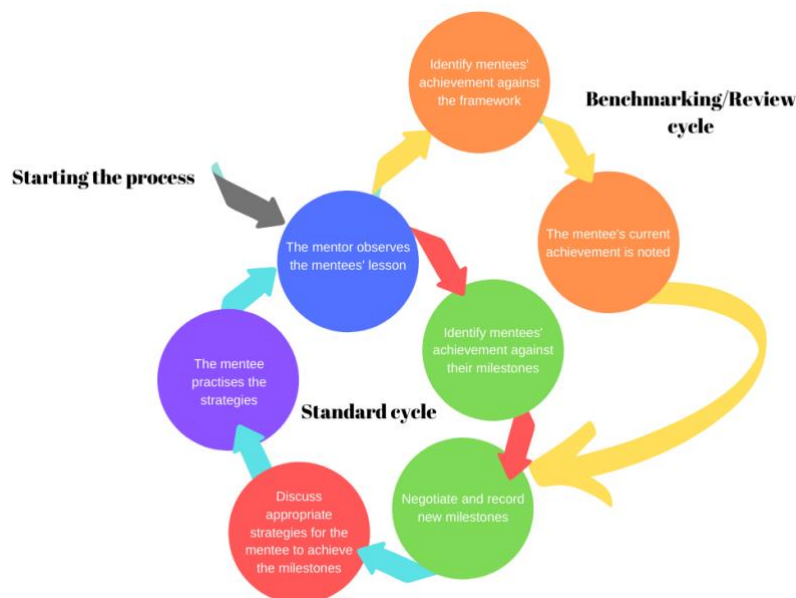 Identify mentees'
achievement against
the framework
Benchmarking/Review
cycle
Starting the process
The mentor observes
the mentees' lesson
The mentee's current
achievement is noted
Identify mentees'
achievement against
their milestones
The mentee
practises the
strategies
Standard cycle
Negotiate and record
new milestones
Discuss
appropriate
strategies for the
mentee to achieve
the milestones